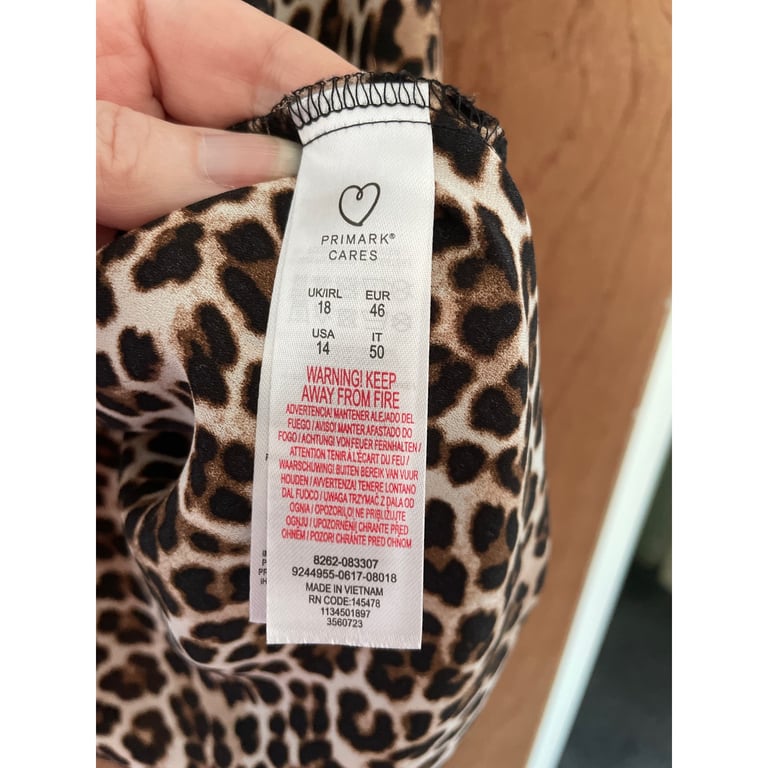 PRIMARK®
CARES
UK/IRL EUR
18 46
USA IT
14 50
WARNING! KEEP
AWAY FROM FIRE
ADVERTENCIA! MANTENER ALEJADO DEL
FUEGO / AVISO! MANTER AFASTADO DO
FOGO / ACHTUNG! VON FEUER FERNHALTEN /
ATTENTION TENIR À L'ÉCART DU FEU /
WAARSCHUWING! BUITEN BEREIK VAN VUUR
HOUDEN / AVVERTENZA! TENERE LONTANO
DAL FUOCO / UWAGA TRZYMAĆ Z DALA OD
OGNIA / OPOZORILO! NE PRIBLIŽUJTE
OGNJU / UPOZORNĚNÍ CHRAŇTE PŘED
OHNĚM / POZOR! CHRÁŇTE PRED OHŇOM
8262-083307
9244955-0617-08018
MADE IN VIETNAM
RN CODE:145478
1134501897
3560723